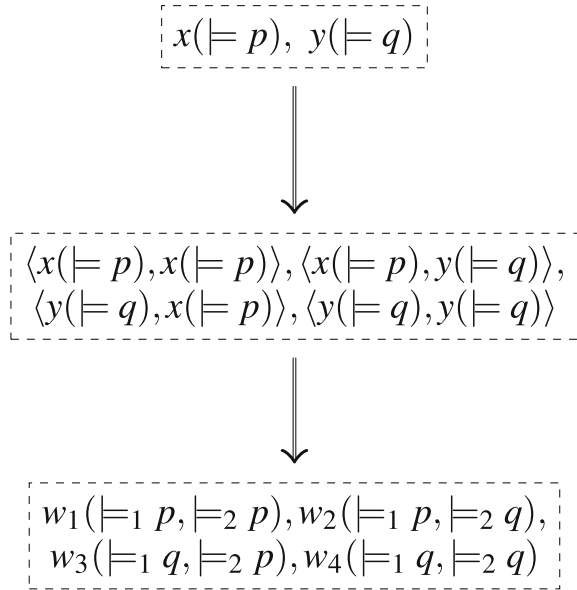 x(⊨ p), y(⊨ q)
⟨x(⊨ p), x(⊨ p)⟩, ⟨x(⊨ p), y(⊨ q)⟩,
⟨y(⊨ q), x(⊨ p)⟩, ⟨y(⊨ q), y(⊨ q)⟩
w₁(⊨₁ p, ⊨₂ p), w₂(⊨₁ p, ⊨₂ q),
w₃(⊨₁ q, ⊨₂ p), w₄(⊨₁ q, ⊨₂ q)